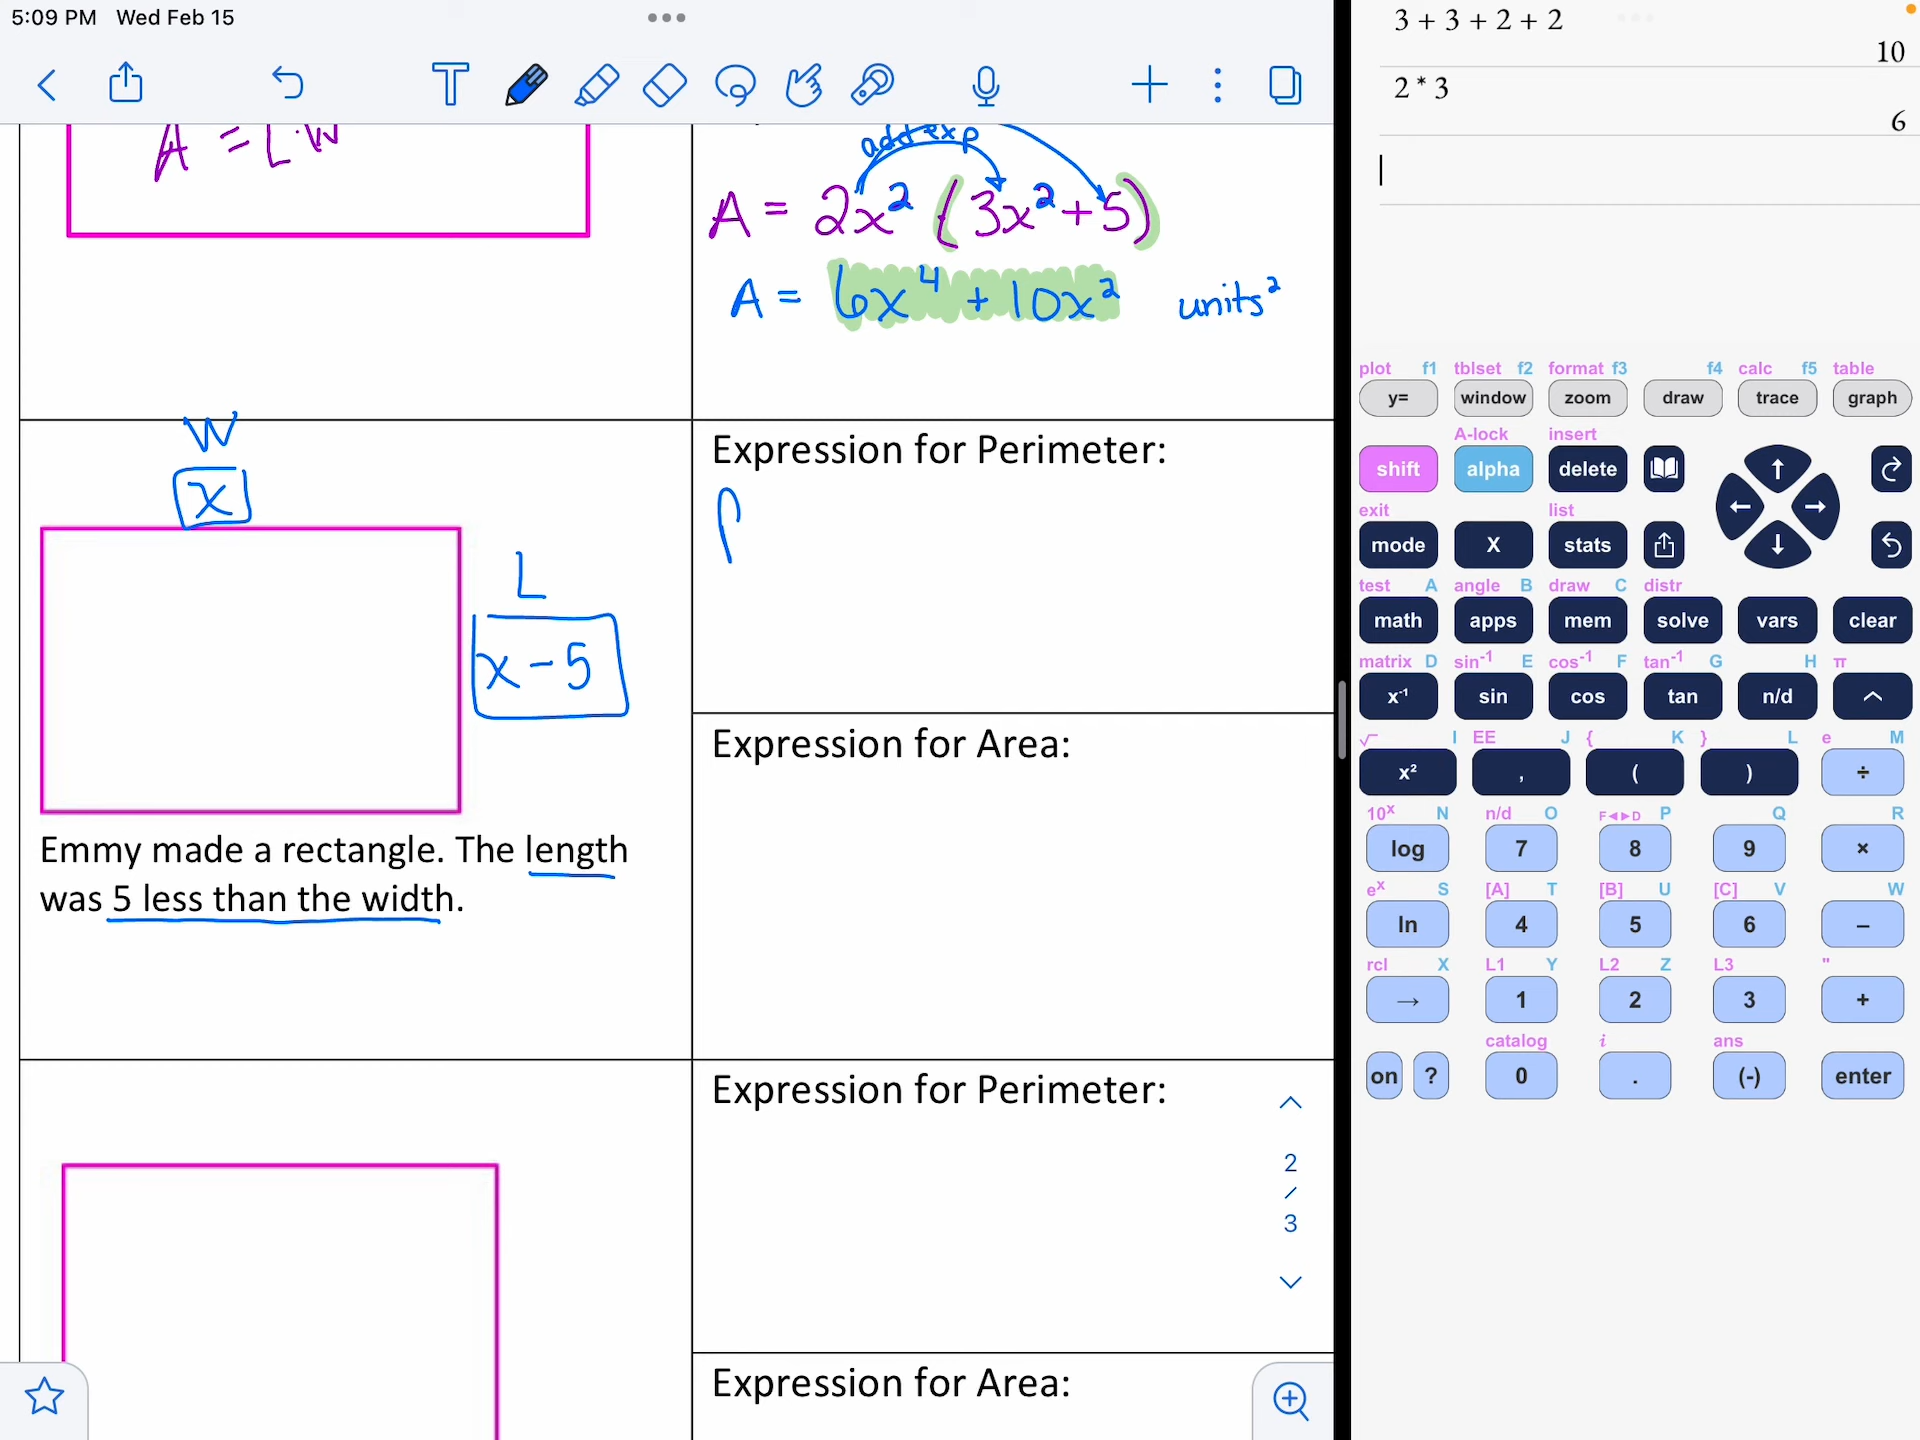 5:09 PM Wed Feb 15
A = L·W
add exp
A = 2x² (3x²+5)
A = 6x⁴ + 10x² units²
W
x
L
x - 5
Emmy made a rectangle. The length
was 5 less than the width.
Expression for Perimeter:
P
Expression for Area:
Expression for Perimeter:
2
/
3
Expression for Area:
3 + 3 + 2 + 2
10
2 * 3
6
plot f1 tblset f2 format f3 f4 calc f5 table
y= window zoom draw trace graph
A-lock insert
shift alpha delete
exit list
mode X stats
test A angle B draw C distr
math apps mem solve vars clear
matrix D sin⁻¹ E cos⁻¹ F tan⁻¹ G H π
x⁻¹ sin cos tan n/d ^
√ I EE J { K } L e M
x² , ( ) ÷
10ˣ N n/d O F◄►D P Q R
log 7 8 9 ×
eˣ S [A] T [B] U [C] V W
ln 4 5 6 −
rcl X L1 Y L2 Z L3 "
→ 1 2 3 +
catalog i ans
on ? 0 . (-) enter